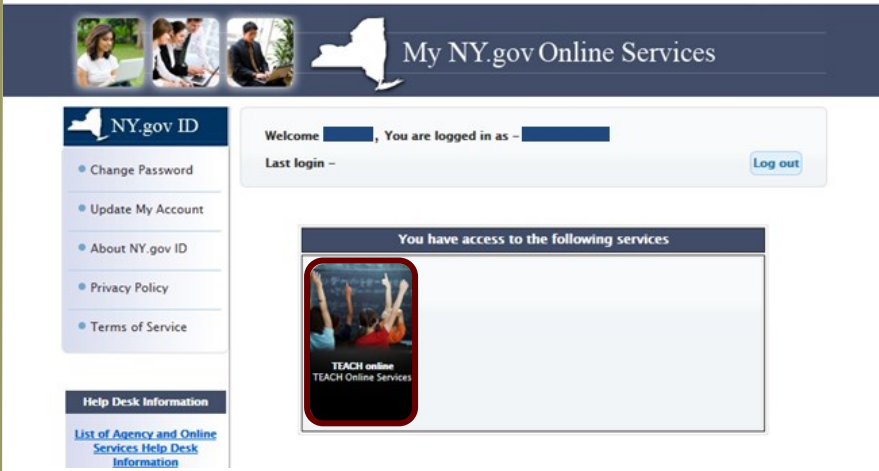 My NY.gov Online Services
NY.gov ID
Change Password
Update My Account
About NY.gov ID
Privacy Policy
Terms of Service
Help Desk Information
List of Agency and Online
Services Help Desk
Information
Welcome , You are logged in as –
Last login –
Log out
You have access to the following services
TEACH online
TEACH Online Services